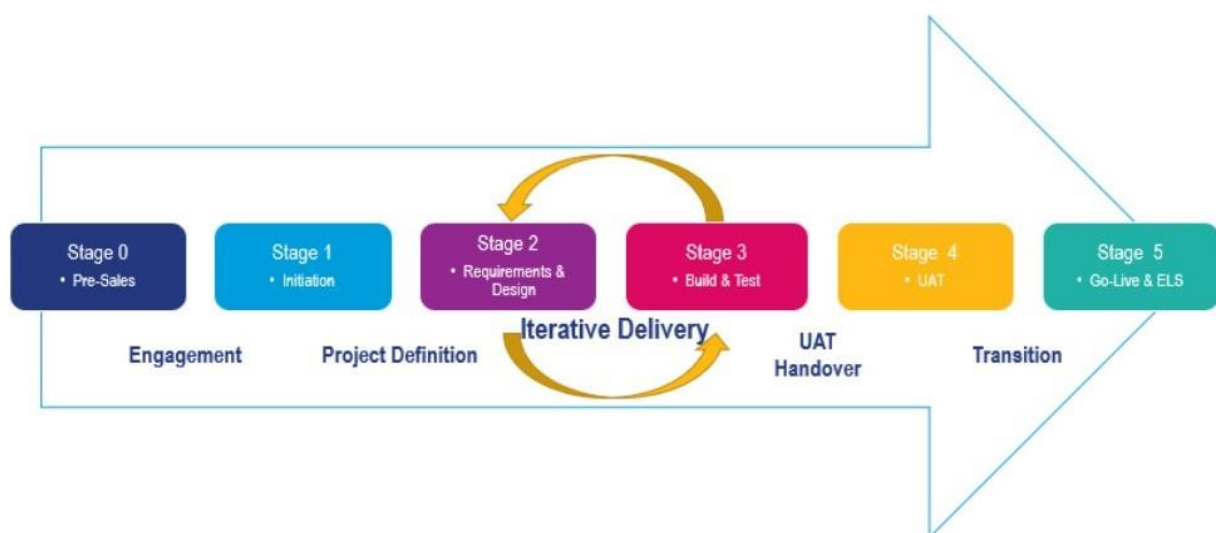 Stage 0
• Pre-Sales
Stage 1
• Initiation
Stage 2
• Requirements &
Design
Stage 3
• Build & Test
Stage 4
• UAT
Stage 5
• Go-Live & ELS
Iterative Delivery
Engagement
Project Definition
UAT
Handover
Transition